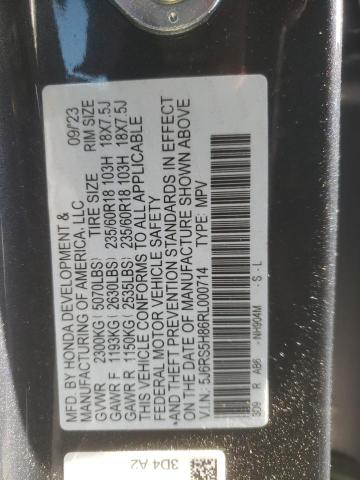 MFD. BY HONDA DEVELOPMENT & 09/23
MANUFACTURING OF AMERICA, LLC
TIRE SIZE RIM SIZE
GVWR 2300KG ( 5070LBS)
GAWR F 1193KG ( 2630LBS) 235/60R18 103H 18X7.5J
GAWR R 1150KG ( 2535LBS) 235/60R18 103H 18X7.5J
THIS VEHICLE CONFORMS TO ALL APPLICABLE
FEDERAL MOTOR VEHICLE SAFETY
*AND THEFT PREVENTION STANDARDS IN EFFECT
ON THE DATE OF MANUFACTURE SHOWN ABOVE
V.I.N: 5J6RS5H86RL000714 TYPE: MPV
3D9 R AB6 -NH904M - S - L
3D4 A2